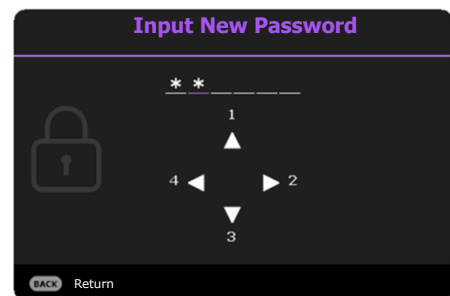 Input New Password
* * _ _ _ _
1
4 2
3
BACK Return